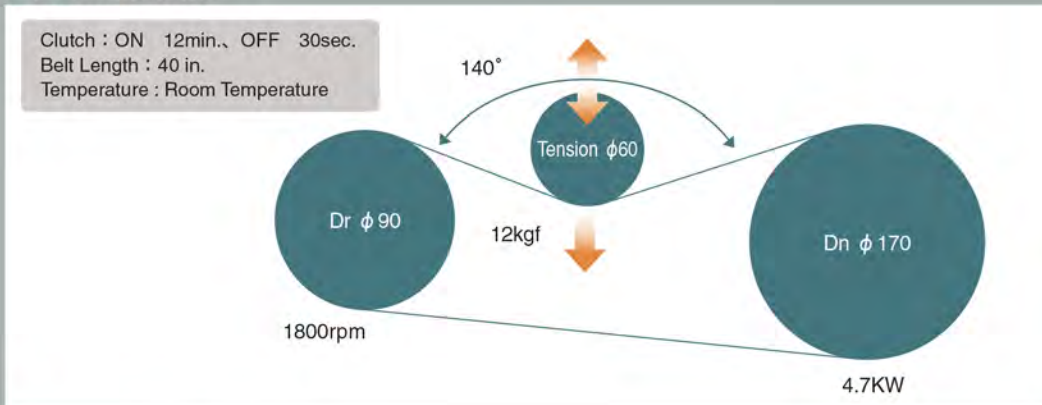 Clutch：ON 12min.、OFF 30sec.
Belt Length：40 in.
Temperature : Room Temperature
140°
Tension ϕ60
Dr ϕ 90
12kgf
Dn ϕ 170
1800rpm
4.7KW